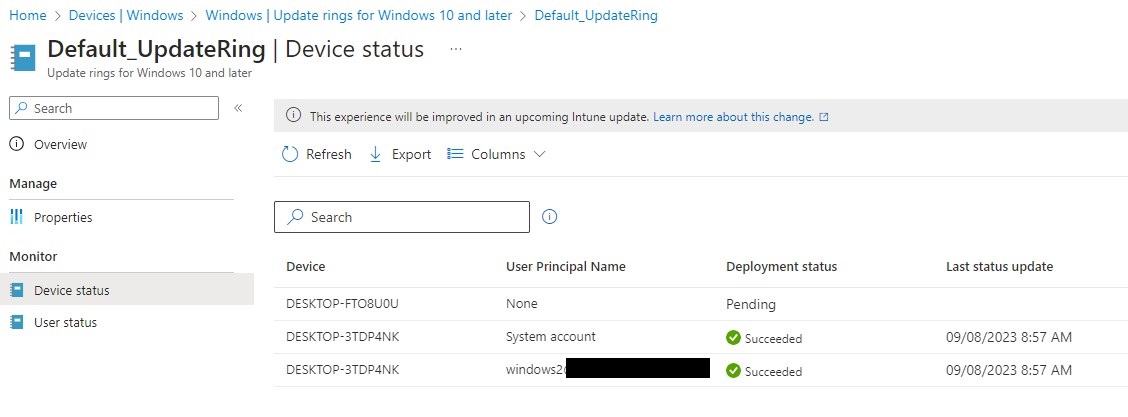 Home > Devices | Windows > Windows | Update rings for Windows 10 and later > Default_UpdateRing
Default_UpdateRing | Device status ...
Update rings for Windows 10 and later
Search «
Overview
Manage
Properties
Monitor
Device status
User status
This experience will be improved in an upcoming Intune update. Learn more about this change.
Refresh Export Columns
Search
Device User Principal Name Deployment status Last status update
DESKTOP-FTO8U0U None Pending
DESKTOP-3TDP4NK System account Succeeded 09/08/2023 8:57 AM
DESKTOP-3TDP4NK windows2 Succeeded 09/08/2023 8:57 AM